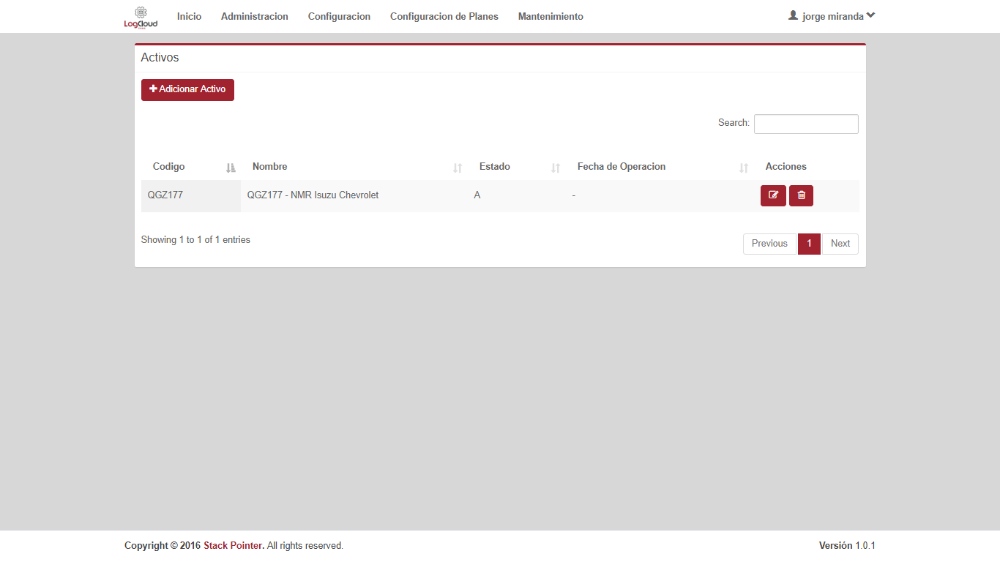 LogCloud Inicio Administracion Configuracion Configuracion de Planes Mantenimiento jorge miranda
Activos
Adicionar Activo
Search:
Codigo Nombre Estado Fecha de Operacion Acciones
QGZ177 QGZ177 - NMR Isuzu Chevrolet A -
Showing 1 to 1 of 1 entries Previous 1 Next
Copyright © 2016 Stack Pointer. All rights reserved. Versión 1.0.1